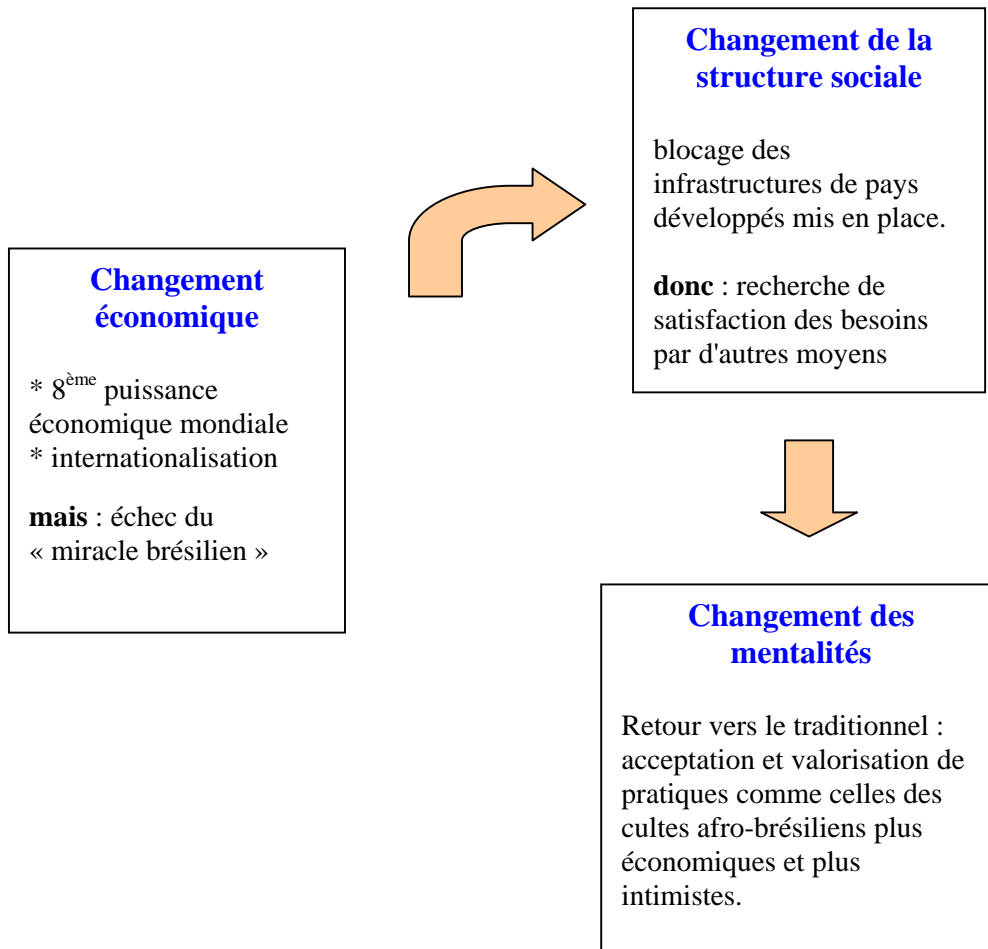 Changement
économique
* 8ème puissance
économique mondiale
* internationalisation
mais : échec du
« miracle brésilien »
Changement de la
structure sociale
blocage des
infrastructures de pays
développés mis en place.
donc : recherche de
satisfaction des besoins
par d'autres moyens
Changement des
mentalités
Retour vers le traditionnel :
acceptation et valorisation de
pratiques comme celles des
cultes afro-brésiliens plus
économiques et plus
intimistes.